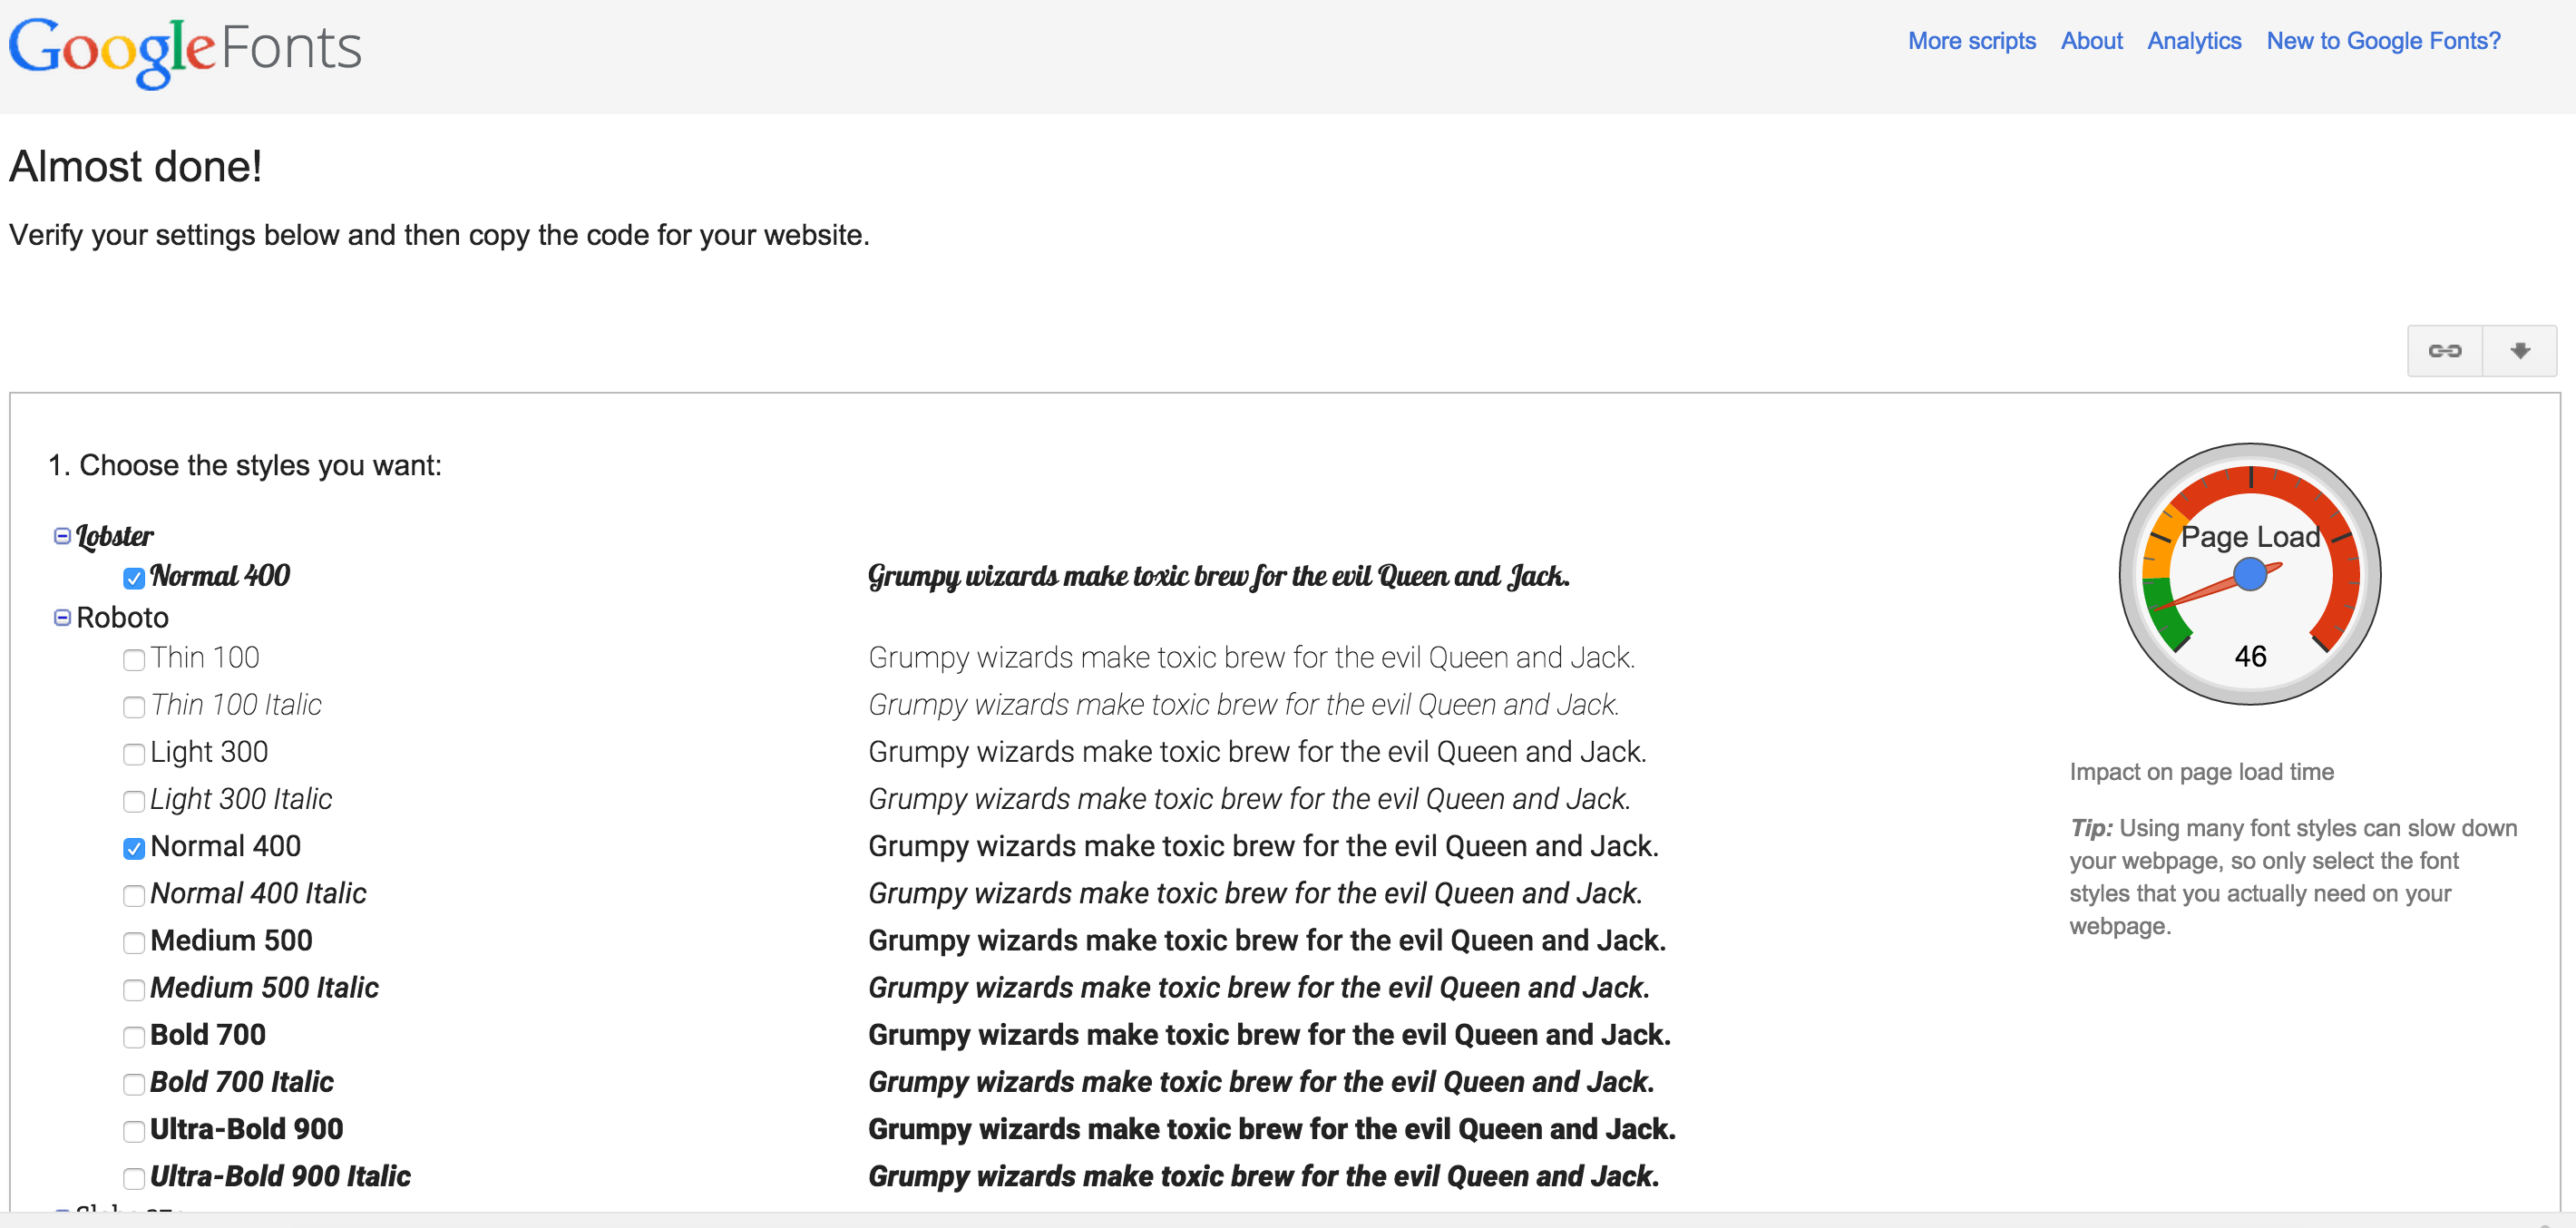 Google Fonts
More scripts About Analytics New to Google Fonts?
Almost done!
Verify your settings below and then copy the code for your website.
1. Choose the styles you want:
Lobster
Normal 400 Grumpy wizards make toxic brew for the evil Queen and Jack.
Roboto
Thin 100 Grumpy wizards make toxic brew for the evil Queen and Jack.
Thin 100 Italic Grumpy wizards make toxic brew for the evil Queen and Jack.
Light 300 Grumpy wizards make toxic brew for the evil Queen and Jack.
Light 300 Italic Grumpy wizards make toxic brew for the evil Queen and Jack.
Normal 400 Grumpy wizards make toxic brew for the evil Queen and Jack.
Normal 400 Italic Grumpy wizards make toxic brew for the evil Queen and Jack.
Medium 500 Grumpy wizards make toxic brew for the evil Queen and Jack.
Medium 500 Italic Grumpy wizards make toxic brew for the evil Queen and Jack.
Bold 700 Grumpy wizards make toxic brew for the evil Queen and Jack.
Bold 700 Italic Grumpy wizards make toxic brew for the evil Queen and Jack.
Ultra-Bold 900 Grumpy wizards make toxic brew for the evil Queen and Jack.
Ultra-Bold 900 Italic Grumpy wizards make toxic brew for the evil Queen and Jack.
Page Load
46
Impact on page load time
Tip: Using many font styles can slow down
your webpage, so only select the font
styles that you actually need on your
webpage.